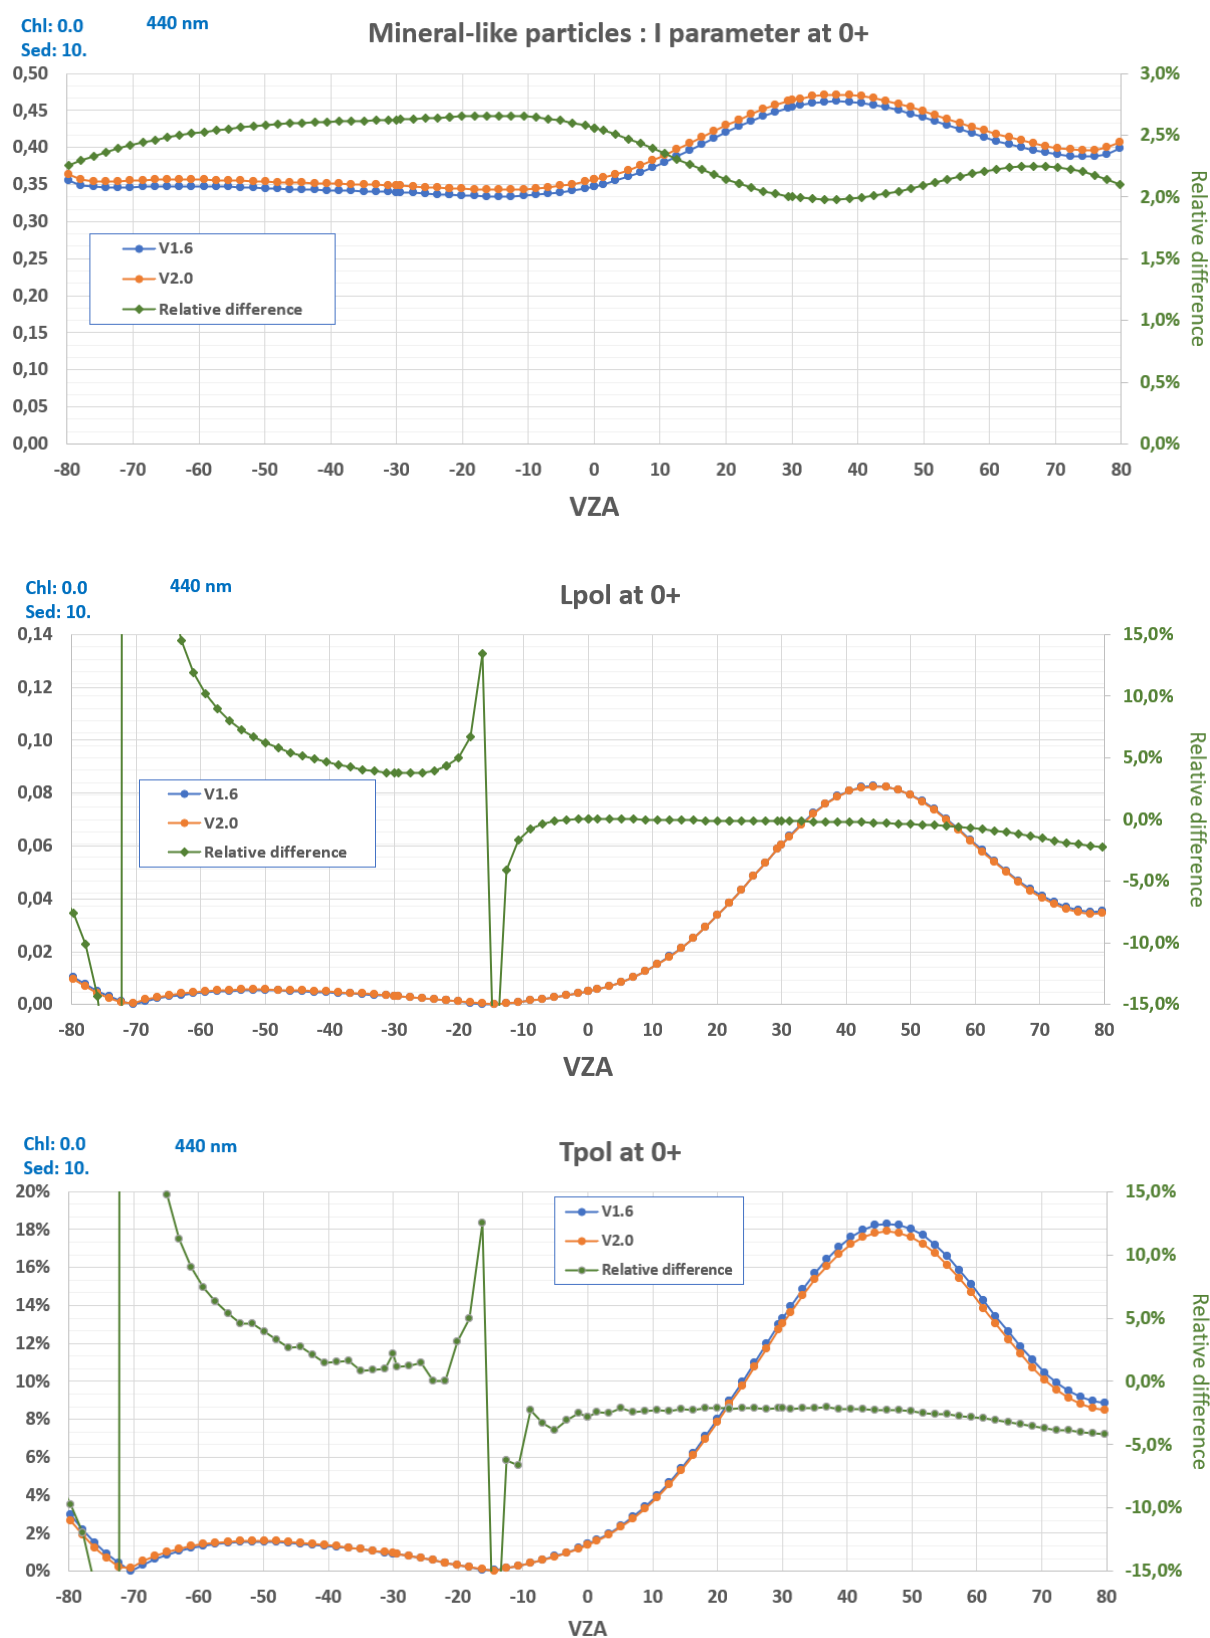 Chl: 0.0
440 nm
Sed: 10.
Mineral-like particles : I parameter at 0+
0,50
0,45
0,40
0,35
0,30
0,25
0,20
0,15
0,10
0,05
0,00
3,0%
2,5%
2,0%
1,5%
1,0%
0,5%
0,0%
Relative difference
V1.6
V2.0
Relative difference
-80 -70 -60 -50 -40 -30 -20 -10 0 10 20 30 40 50 60 70 80
VZA
Chl: 0.0
440 nm
Sed: 10.
Lpol at 0+
0,14
0,12
0,10
0,08
0,06
0,04
0,02
0,00
15,0%
10,0%
5,0%
0,0%
-5,0%
-10,0%
-15,0%
Relative difference
V1.6
V2.0
Relative difference
-80 -70 -60 -50 -40 -30 -20 -10 0 10 20 30 40 50 60 70 80
VZA
Chl: 0.0
440 nm
Sed: 10.
Tpol at 0+
20%
18%
16%
14%
12%
10%
8%
6%
4%
2%
0%
15,0%
10,0%
5,0%
0,0%
-5,0%
-10,0%
-15,0%
Relative difference
V1.6
V2.0
Relative difference
-80 -70 -60 -50 -40 -30 -20 -10 0 10 20 30 40 50 60 70 80
VZA